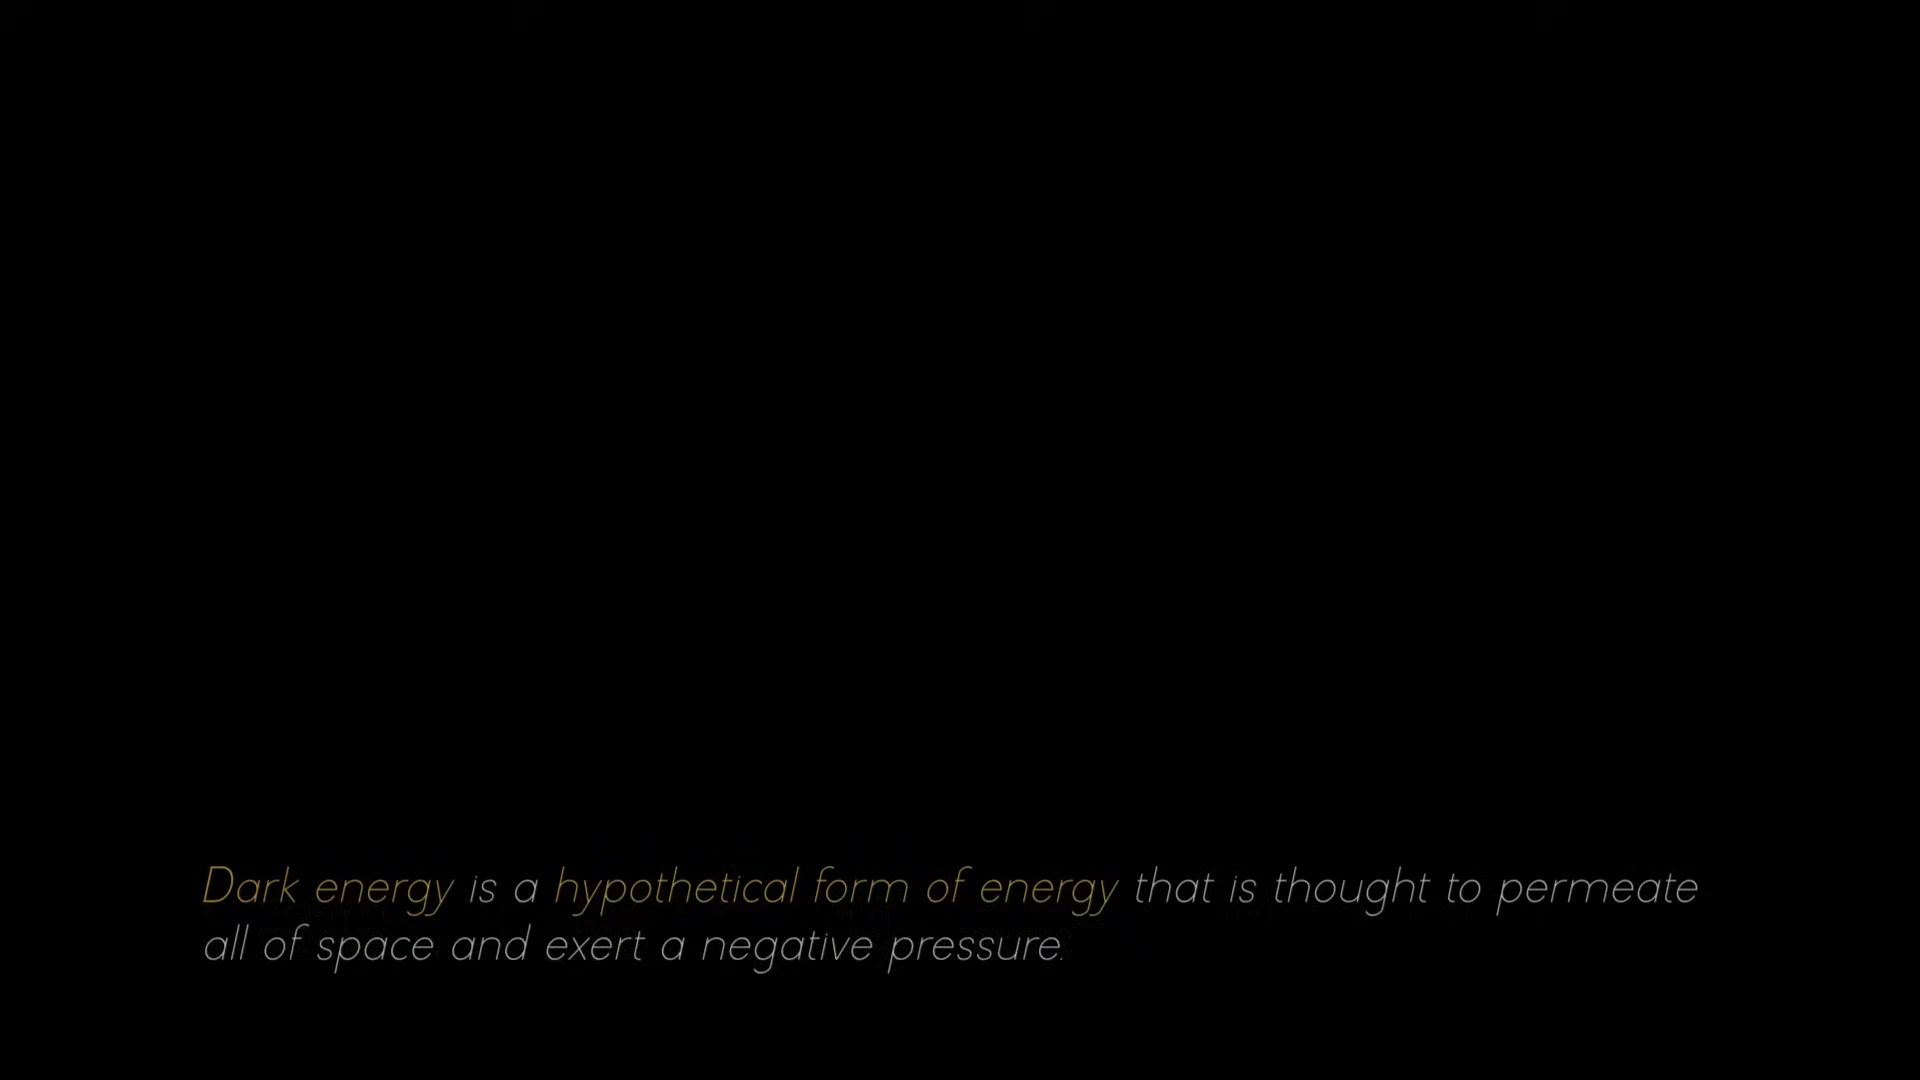 Dark energy is a hypothetical form of energy that is thought to permeate
all of space and exert a negative pressure.